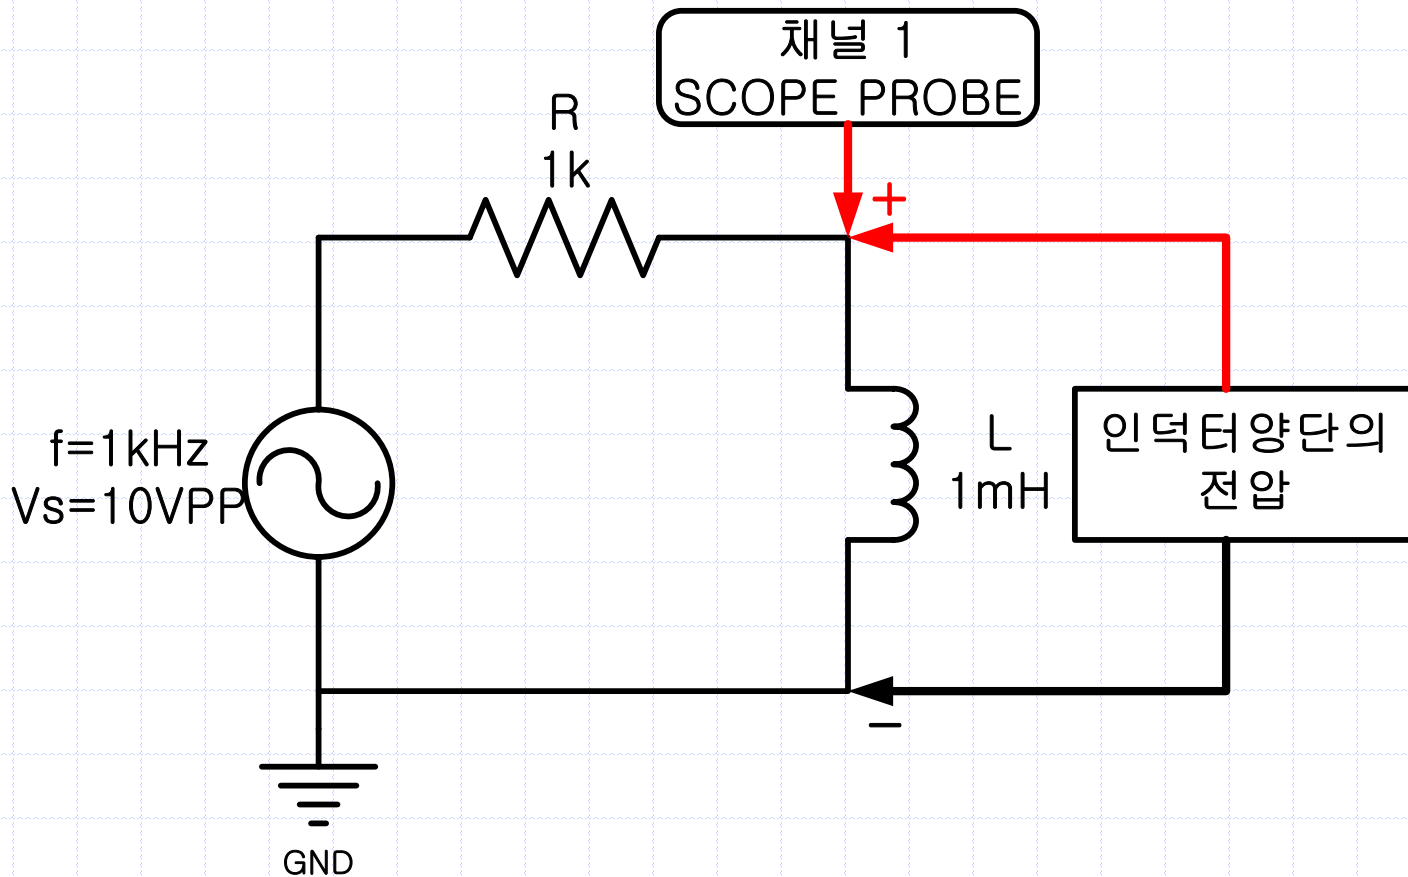 채널 1
SCOPE PROBE
R
1k
+
f=1kHz
Vs=10VPP
L
1mH
인덕터양단의
전압
−
GND